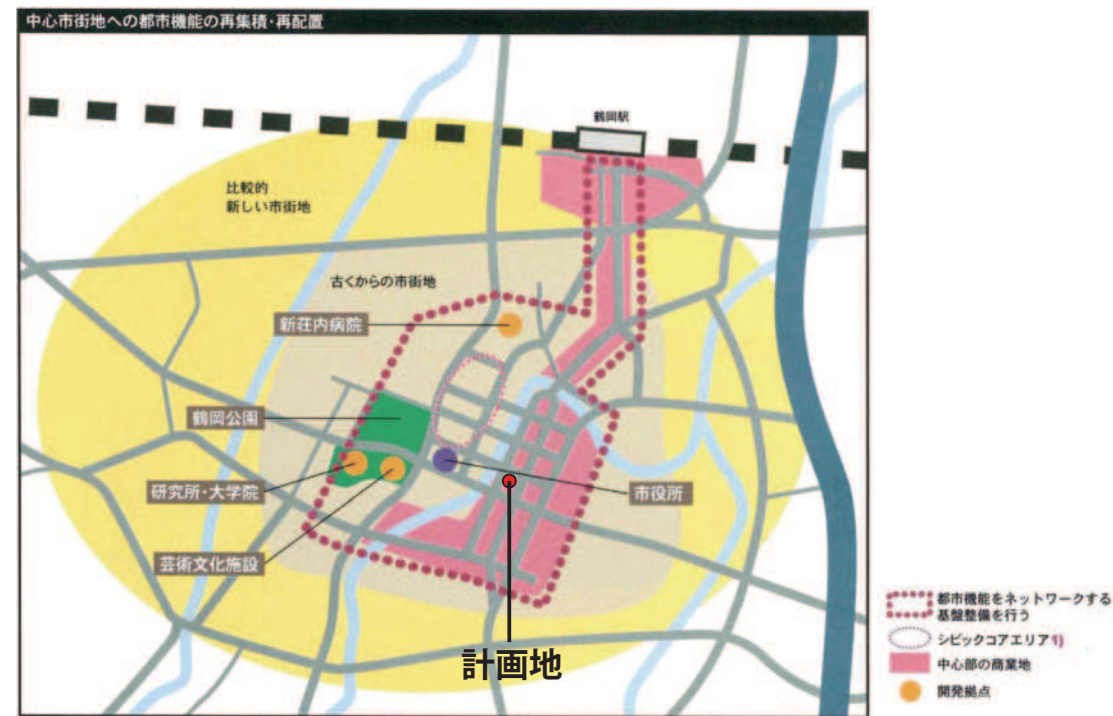 中心市街地への都市機能の再集積・再配置
鶴岡駅
比較的
新しい市街地
古くからの市街地
新荘内病院
鶴岡公園
研究所・大学院
市役所
芸術文化施設
計画地
都市機能をネットワークする
基盤整備を行う
シビックコアエリア1)
中心部の商業地
開発拠点